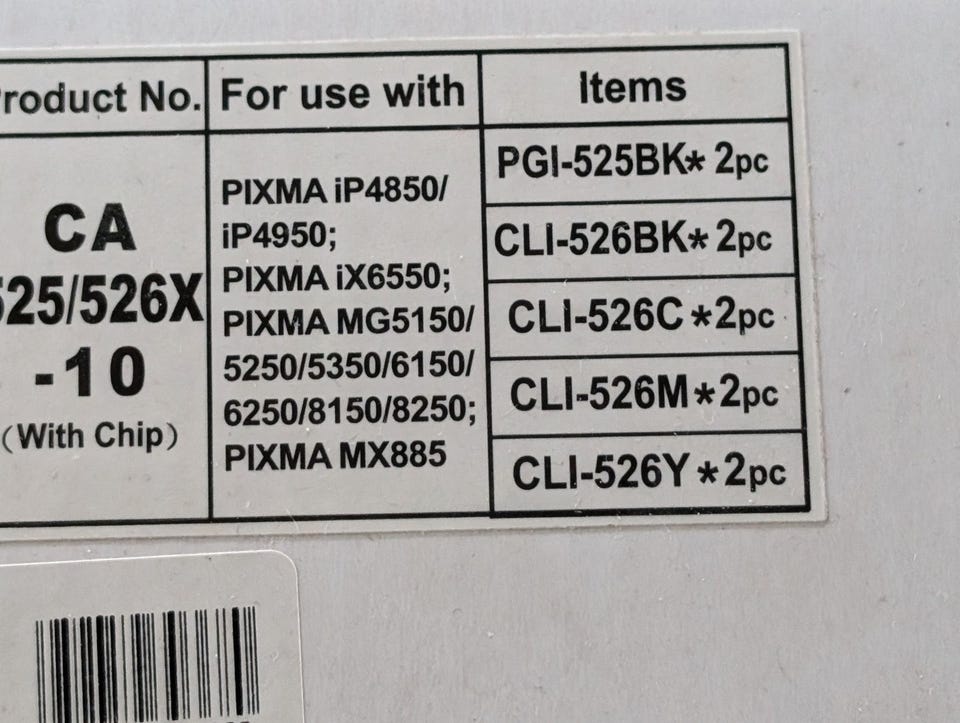 Product No.
For use with
Items
CA
525/526X
-10
(With Chip)
PIXMA iP4850/
iP4950;
PIXMA iX6550;
PIXMA MG5150/
5250/5350/6150/
6250/8150/8250;
PIXMA MX885
PGI-525BK* 2pc
CLI-526BK* 2pc
CLI-526C *2pc
CLI-526M *2pc
CLI-526Y *2pc